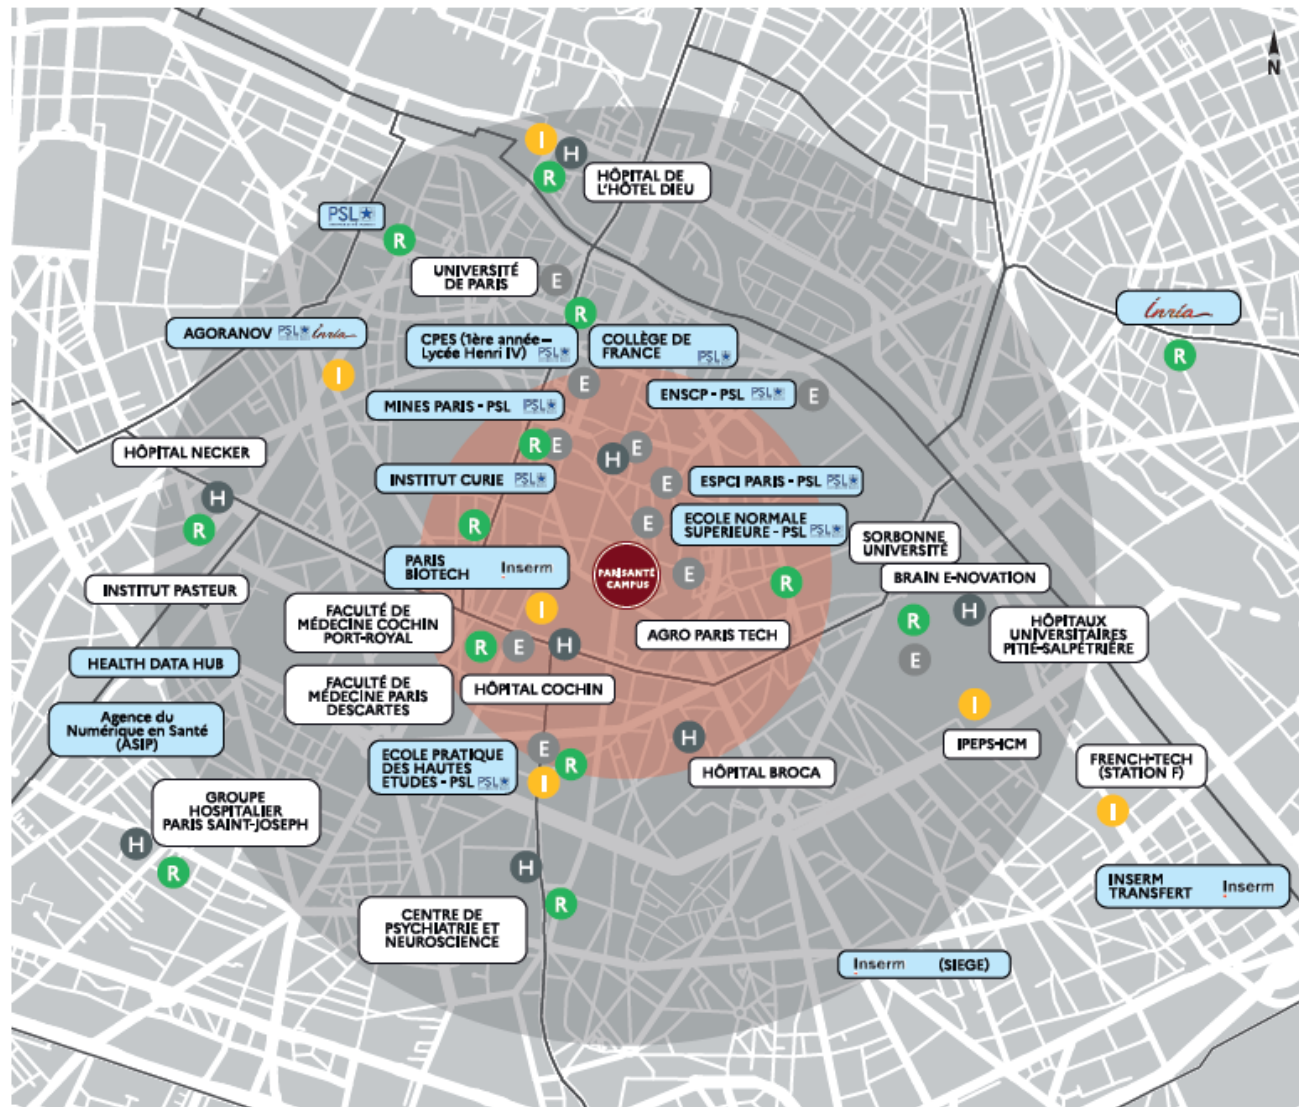 N
I
H
R
HÔPITAL DE
L'HÔTEL DIEU
PSL
R
UNIVERSITÉ
DE PARIS
E
R
Inria
R
AGORANOV PSL Inria
I
CPES (1ère année–
Lycée Henri IV) PSL
COLLÈGE DE
FRANCE PSL
E
MINES PARIS - PSL PSL
ENSCP - PSL PSL
E
HÔPITAL NECKER
H
R
R E
H
E
INSTITUT CURIE PSL
R
E
ESPCI PARIS - PSL PSL
E
ECOLE NORMALE
SUPERIEURE - PSL PSL
SORBONNE
UNIVERSITÉ
PARIS
BIOTECH Inserm
I
PARISANTÉ
CAMPUS
E
R
BRAIN E-NOVATION
INSTITUT PASTEUR
FACULTÉ DE
MÉDECINE COCHIN
PORT-ROYAL
R
E
H
AGRO PARIS TECH
R
H
E
HÔPITAUX
UNIVERSITAIRES
PITIÉ-SALPÉTRIÈRE
HEALTH DATA HUB
FACULTÉ DE
MÉDECINE PARIS
DESCARTES
HÔPITAL COCHIN
Agence du
Numérique en Santé
(ASIP)
I
IPEPS-ICM
ECOLE PRATIQUE
DES HAUTES
ETUDES - PSL PSL
E
R
I
H
HÔPITAL BROCA
FRENCH-TECH
(STATION F)
I
GROUPE
HOSPITALIER
PARIS SAINT-JOSEPH
H
R
H
R
CENTRE DE
PSYCHIATRIE ET
NEUROSCIENCE
INSERM
TRANSFERT Inserm
Inserm (SIEGE)